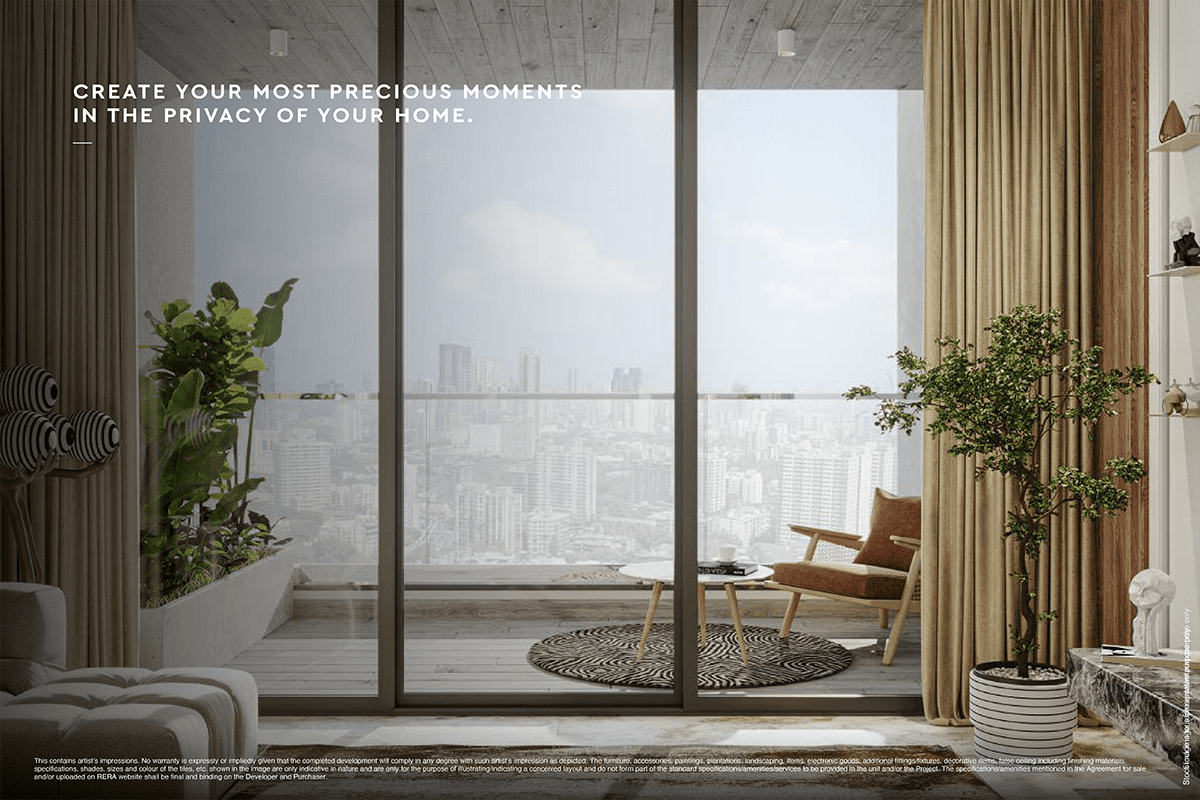 CREATE YOUR MOST PRECIOUS MOMENTS
IN THE PRIVACY OF YOUR HOME.
This contains artist's impressions. No warranty is expressly or impliedly given that the completed development will comply in any degree with such artist's impression as depicted. The furniture, accessories, paintings, plantations, landscaping, items, electronic goods, additional fittings/fixtures, decorative items, false ceiling including finishing materials,
specifications, shades, sizes and colour of the tiles, etc. shown in the image are only indicative in nature and are only for the purpose of illustrating/indicating a conceived layout and do not form part of the standard specifications/amenities/services to be provided in the unit and/or the Project. The specifications/amenities mentioned in the Agreement for sale
and/or uploaded on RERA website shall be final and binding on the Developer and Purchaser.